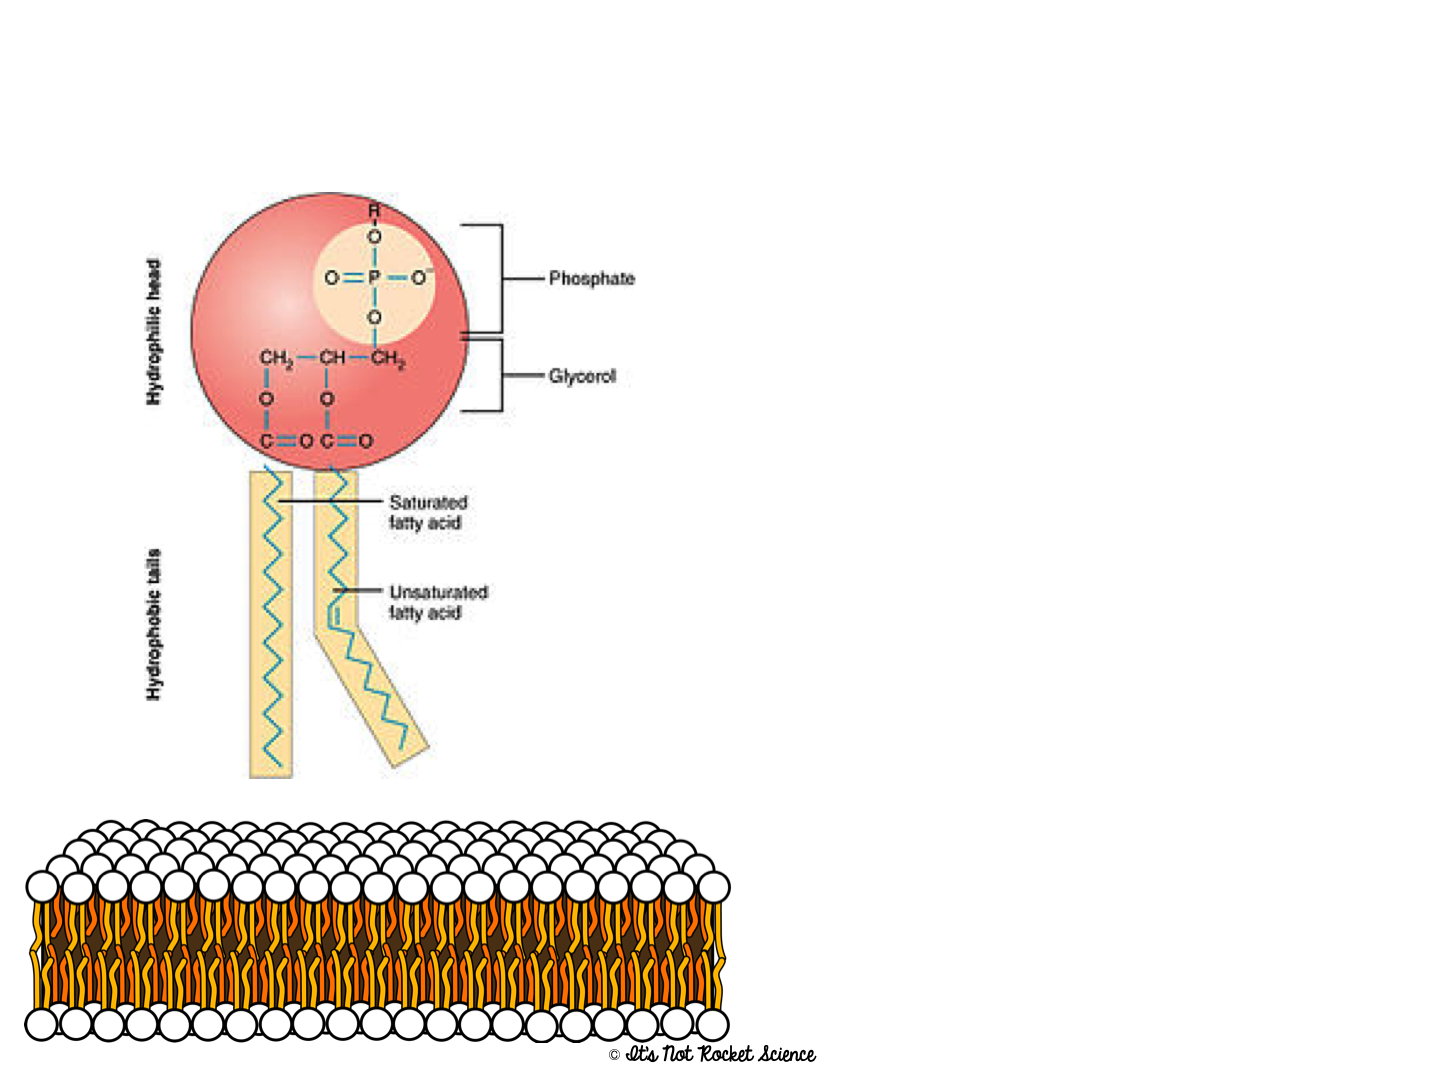 Hydrophilic head
R
O
O=P-O⁻
O
Phosphate
CH₂-CH-CH₂
Glycerol
O O
C=O C=O
Saturated
fatty acid
Hydrophobic tails
Unsaturated
fatty acid
© It's Not Rocket Science